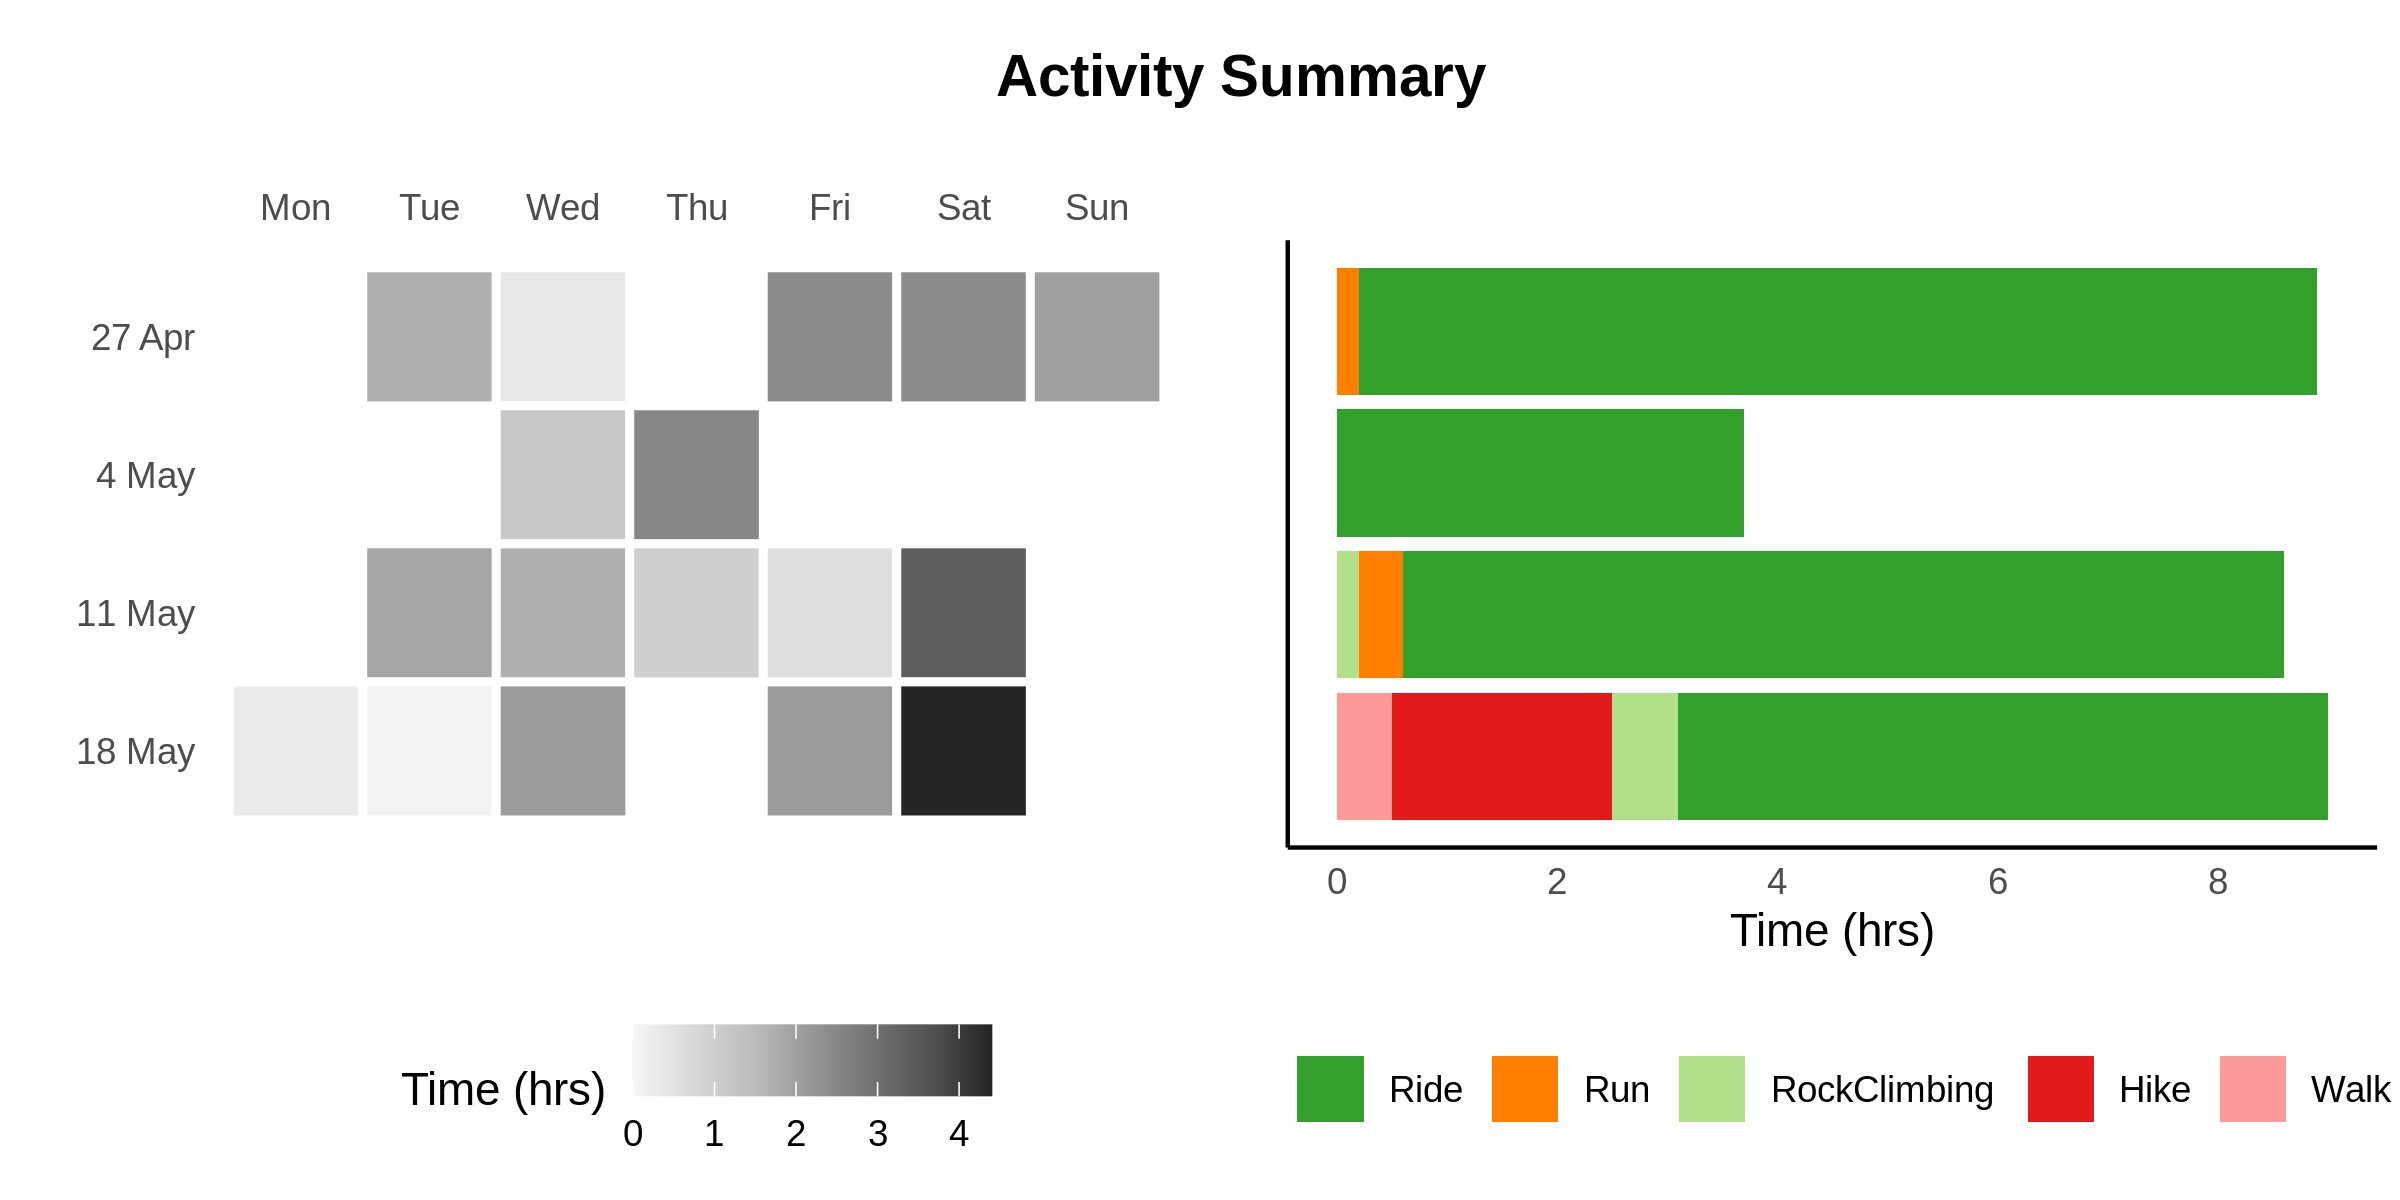 Activity Summary
Mon Tue Wed Thu Fri Sat Sun
27 Apr
4 May
11 May
18 May
0 2 4 6 8
Time (hrs)
Time (hrs)
0 1 2 3 4
Ride Run RockClimbing Hike Walk